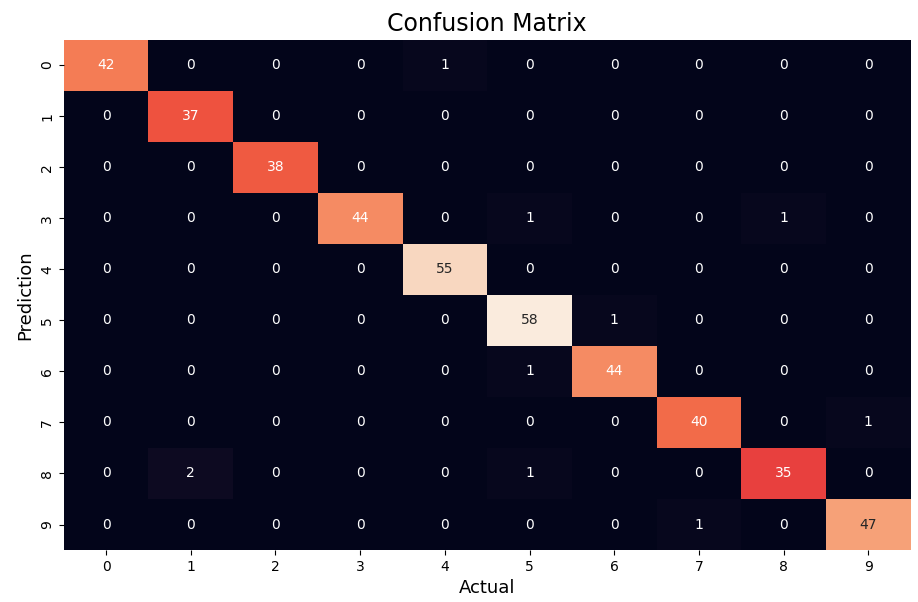 Confusion Matrix
0 42 0 0 0 1 0 0 0 0 0
1 0 37 0 0 0 0 0 0 0 0
2 0 0 38 0 0 0 0 0 0 0
3 0 0 0 44 0 1 0 0 1 0
4 0 0 0 0 55 0 0 0 0 0
5 0 0 0 0 0 58 1 0 0 0
6 0 0 0 0 0 1 44 0 0 0
7 0 0 0 0 0 0 0 40 0 1
8 0 2 0 0 0 1 0 0 35 0
9 0 0 0 0 0 0 0 1 0 47
0 1 2 3 4 5 6 7 8 9
Prediction
Actual